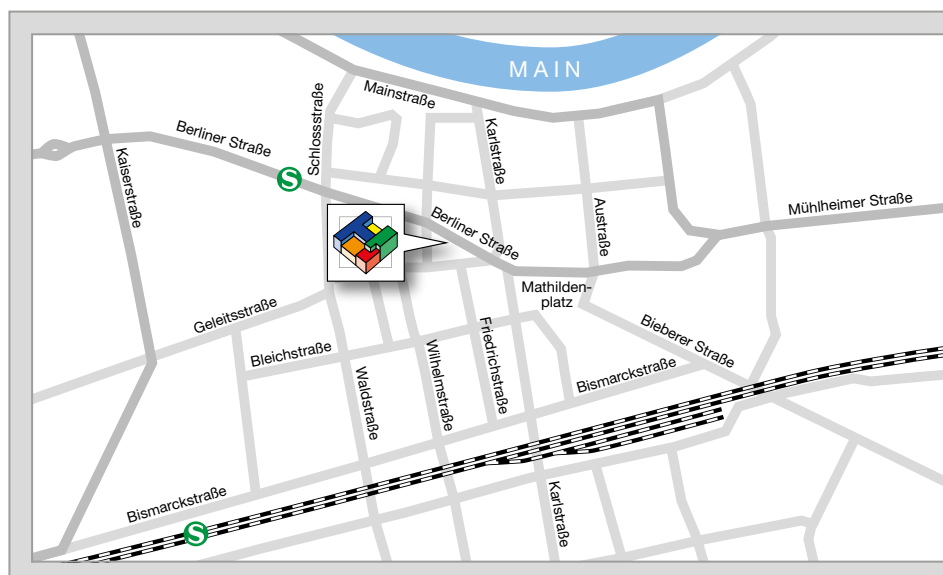 MAIN
Mainstraße
Schlossstraße
Berliner Straße
Karlstraße
Kaiserstraße
S
Mühlheimer Straße
Austraße
Berliner Straße
Mathilden-
platz
Geleitsstraße
Bieberer Straße
Bleichstraße
Friedrichstraße
Wilhelmstraße
Bismarckstraße
Waldstraße
Bismarckstraße
Karlstraße
S